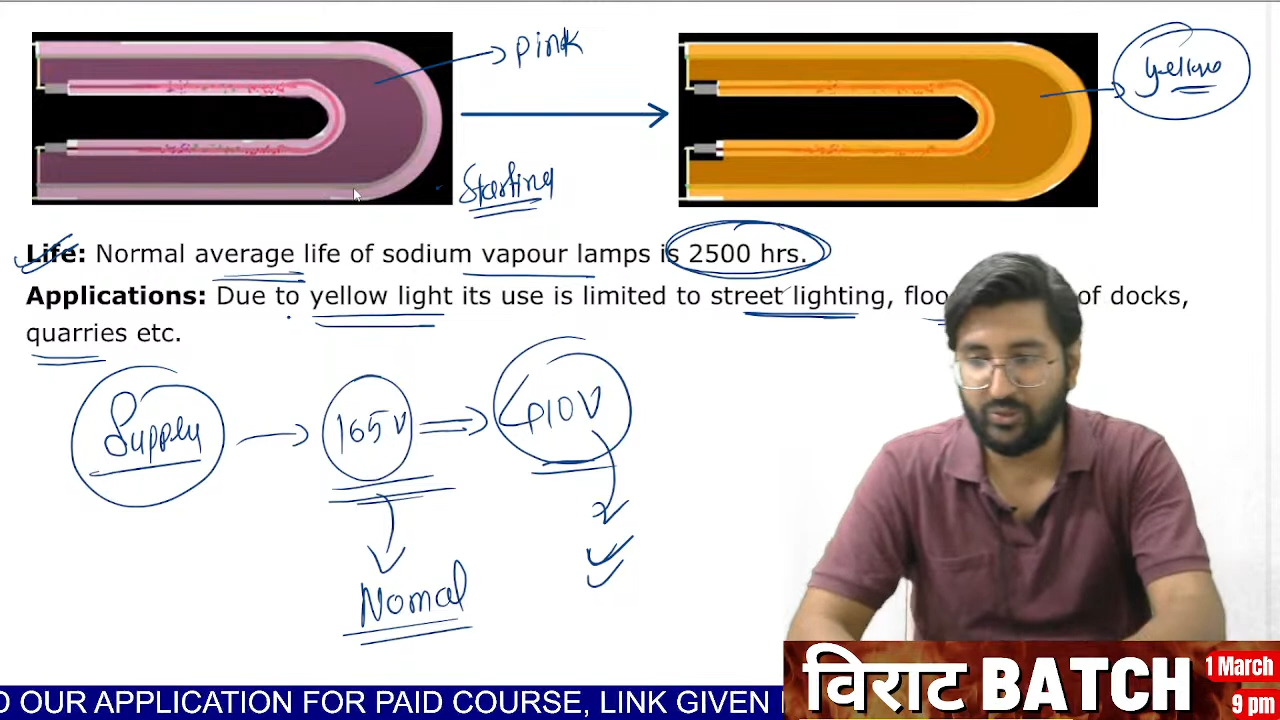 pink
yellow
Starting
Life: Normal average life of sodium vapour lamps is 2500 hrs.
Applications: Due to yellow light its use is limited to street lighting, floo of docks,
quarries etc.
Supply
165 V
410V
Nomal
विराट BATCH
1 March
9 pm
O OUR APPLICATION FOR PAID COURSE, LINK GIVEN